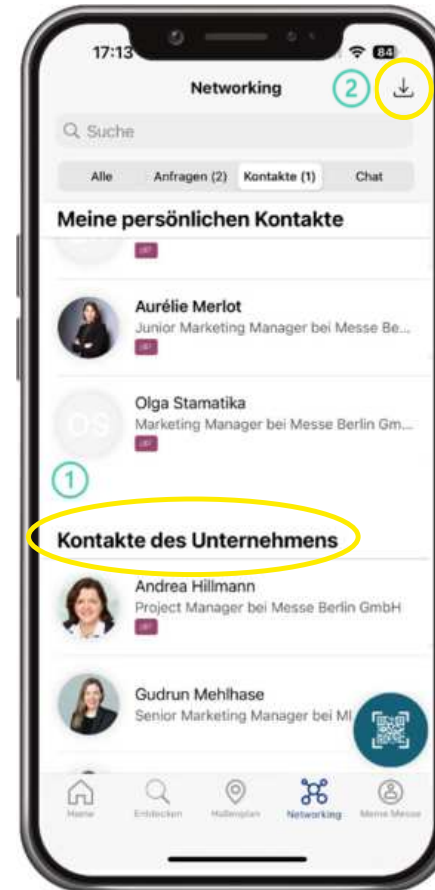 17:13
84
Networking
2
Suche
Alle Anfragen (2) Kontakte (1) Chat
Meine persönlichen Kontakte
Aurélie Merlot
Junior Marketing Manager bei Messe Be...
OS
Olga Stamatika
Marketing Manager bei Messe Berlin Gm...
1
Kontakte des Unternehmens
Andrea Hillmann
Project Manager bei Messe Berlin GmbH
Gudrun Mehlhase
Senior Marketing Manager bei
Home Entdecken Hallenplan Networking Meine Messe